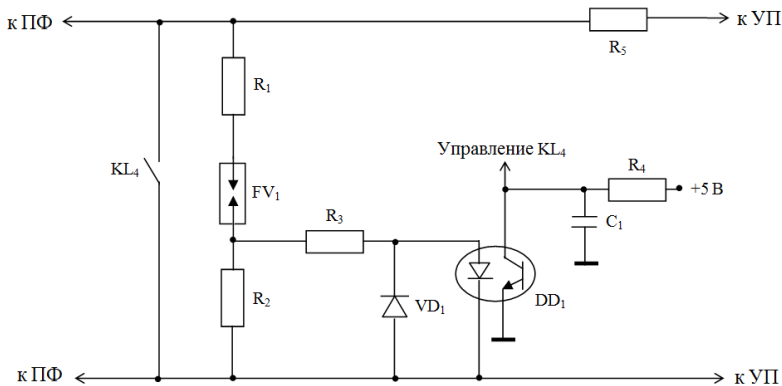 к ПФ
к УП
R5
R1
Управление KL4
KL4
R4
+5 В
FV1
C1
R3
R2
VD1
DD1
к ПФ
к УП